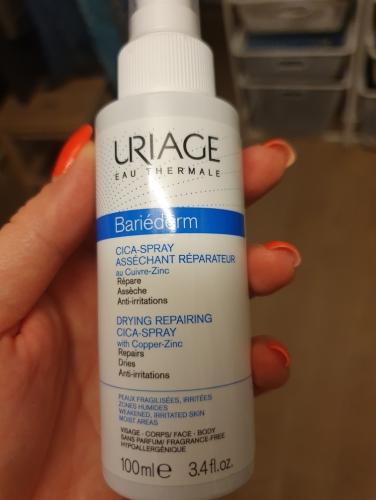 URIAGE
EAU THERMALE
Bariéderm
CICA-SPRAY
ASSÉCHANT RÉPARATEUR
au Cuivre-Zinc
Répare
Assèche
Anti-irritations
DRYING REPAIRING
CICA-SPRAY
with Copper-Zinc
Repairs
Dries
Anti-irritations
PEAUX FRAGILISÉES, IRRITÉES
ZONES HUMIDES
WEAKENED, IRRITATED SKIN
MOIST AREAS
VISAGE - CORPS/ FACE - BODY
SANS PARFUM/ FRAGRANCE-FREE
HYPOALLERGÉNIQUE
100ml e 3.4 fl.oz.